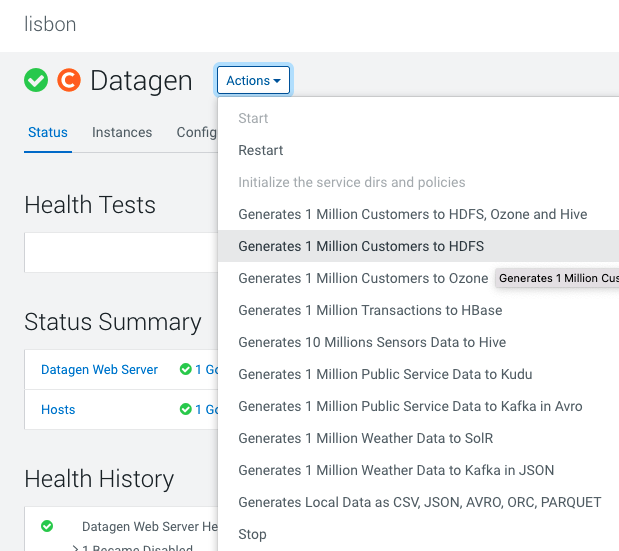 lisbon
Datagen
Actions
Status
Instances
Config
Start
Restart
Initialize the service dirs and policies
Generates 1 Million Customers to HDFS, Ozone and Hive
Generates 1 Million Customers to HDFS
Generates 1 Million Customers to Ozone
Generates 1 Million Cus
Generates 1 Million Transactions to HBase
Generates 10 Millions Sensors Data to Hive
Generates 1 Million Public Service Data to Kudu
Generates 1 Million Public Service Data to Kafka in Avro
Generates 1 Million Weather Data to SolR
Generates 1 Million Weather Data to Kafka in JSON
Generates Local Data as CSV, JSON, AVRO, ORC, PARQUET
Stop
Health Tests
Status Summary
Datagen Web Server
1 Go
Hosts
1 Go
Health History
Datagen Web Server He
1 Became Disabled